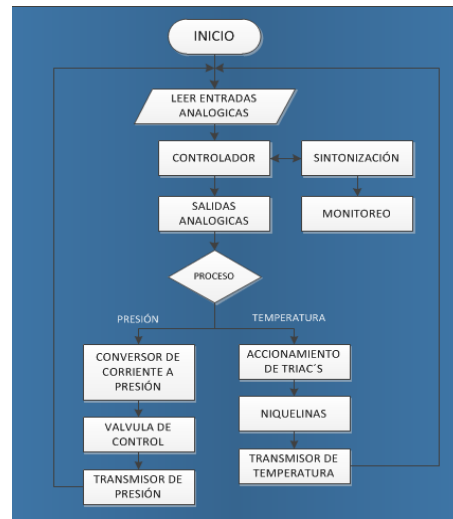 INICIO
LEER ENTRADAS
ANALOGICAS
CONTROLADOR
SINTONIZACIÓN
SALIDAS
ANALOGICAS
MONITOREO
PROCESO
PRESIÓN
TEMPERATURA
CONVERSOR DE
CORRIENTE A
PRESIÓN
VALVULA DE
CONTROL
TRANSMISOR DE
PRESIÓN
ACCIONAMIENTO
DE TRIAC´S
NIQUELINAS
TRANSMISOR DE
TEMPERATURA